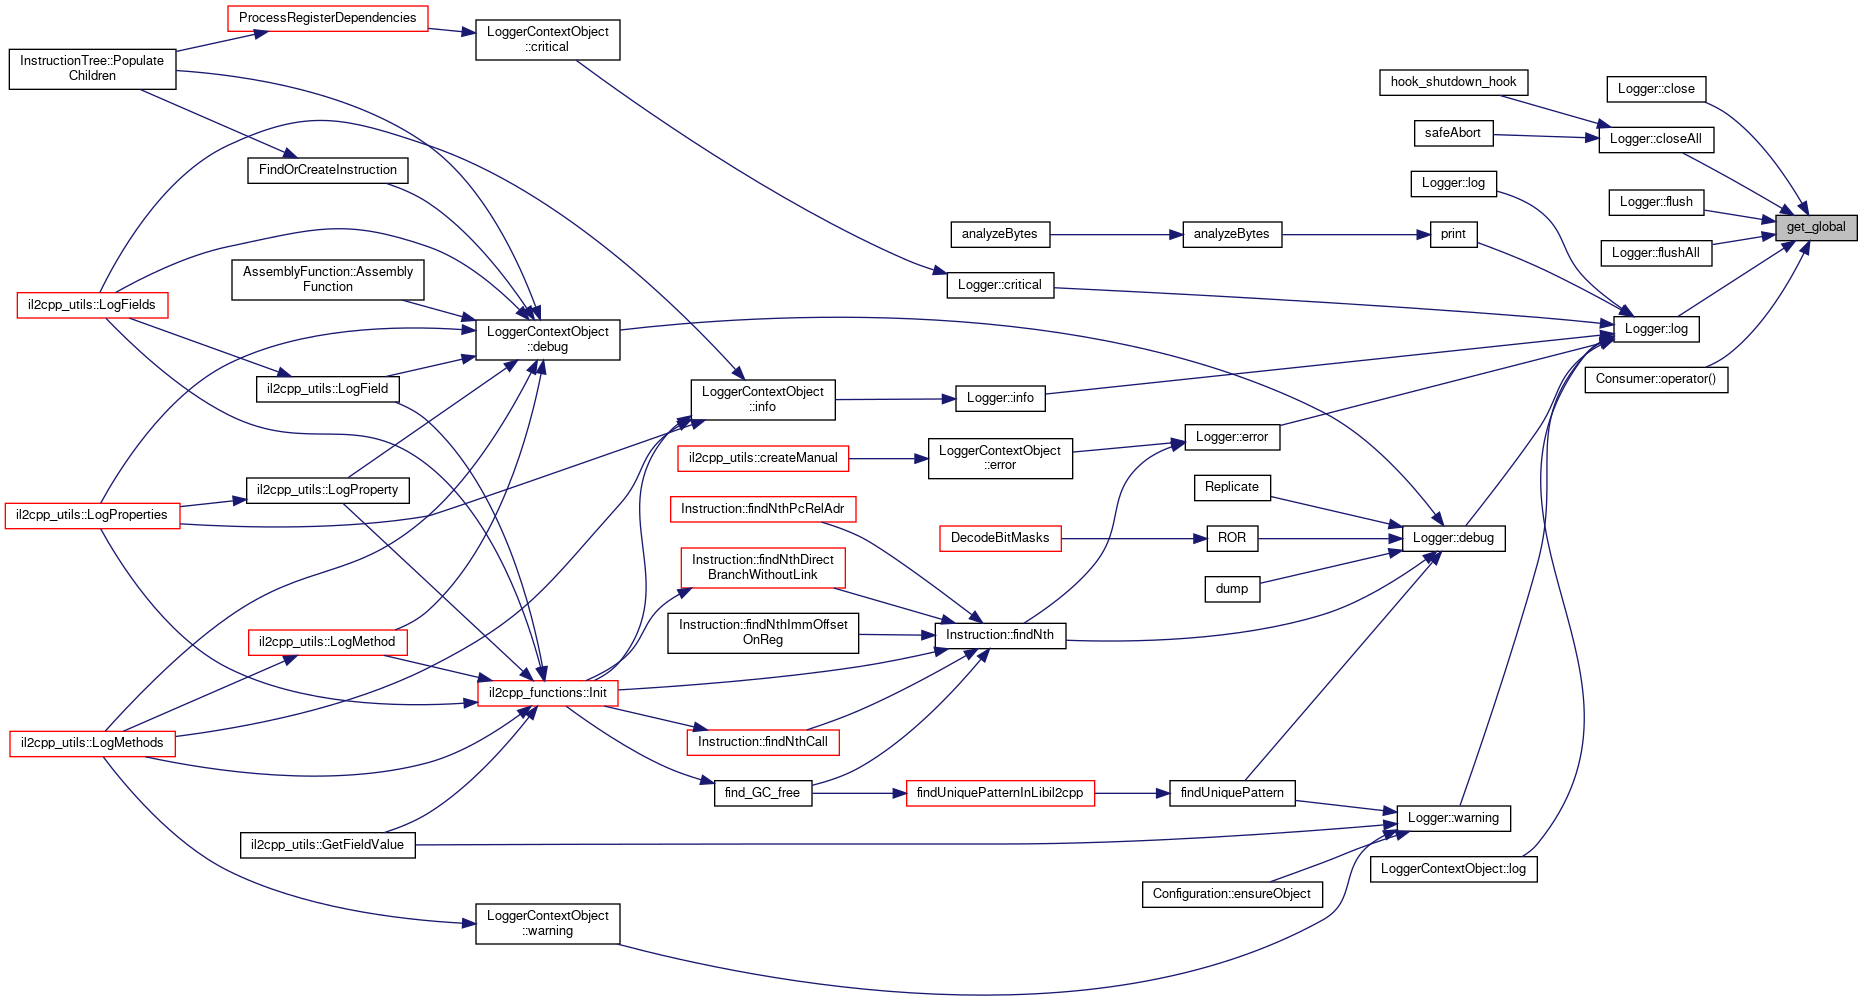 ProcessRegisterDependencies
LoggerContextObject
::critical
InstructionTree::Populate
Children
hook_shutdown_hook
Logger::close
safeAbort
Logger::closeAll
FindOrCreateInstruction
Logger::log
Logger::flush
get_global
analyzeBytes
analyzeBytes
print
Logger::flushAll
AssemblyFunction::Assembly
Function
Logger::critical
il2cpp_utils::LogFields
LoggerContextObject
::debug
Logger::log
il2cpp_utils::LogField
LoggerContextObject
::info
Logger::info
Consumer::operator()
Logger::error
il2cpp_utils::createManual
LoggerContextObject
::error
il2cpp_utils::LogProperty
Replicate
il2cpp_utils::LogProperties
Instruction::findNthPcRelAdr
DecodeBitMasks
ROR
Logger::debug
Instruction::findNthDirect
BranchWithoutLink
dump
Instruction::findNthImmOffset
OnReg
Instruction::findNth
il2cpp_utils::LogMethod
il2cpp_functions::Init
il2cpp_utils::LogMethods
Instruction::findNthCall
find_GC_free
findUniquePatternInLibil2cpp
findUniquePattern
Logger::warning
il2cpp_utils::GetFieldValue
LoggerContextObject::log
Configuration::ensureObject
LoggerContextObject
::warning